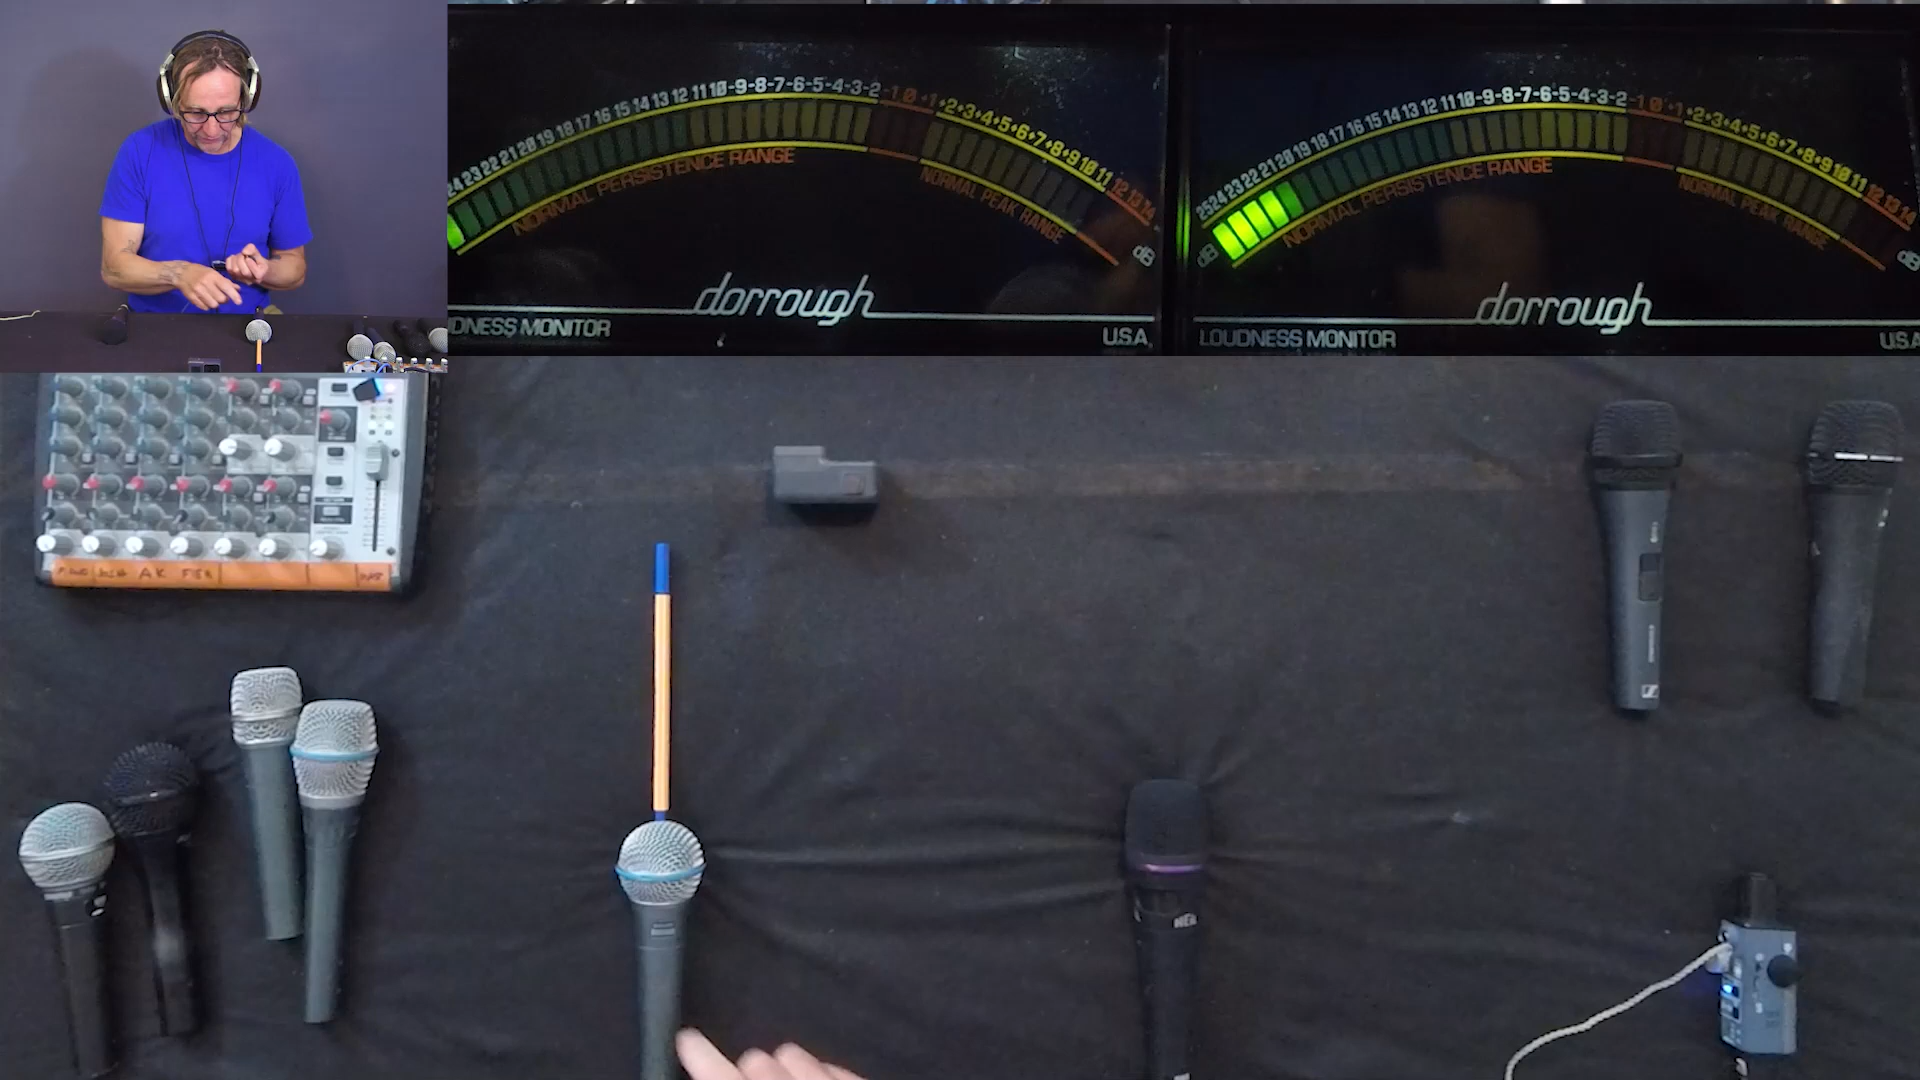 24 23 22 21 20 19 18 17 16 15 14 13 12 11 10-9-8-7-6-5-4-3-2-1 0 +1+2+3+4+5+6+7+8+9 10 11 12 13 14
dB
NORMAL PERSISTENCE RANGE
NORMAL PEAK RANGE
dorrough
DNESS MONITOR
U.S.A.
25 24 23 22 21 20 19 18 17 16 15 14 13 12 11 10-9-8-7-6-5-4-3-2-1 0 +1+2+3+4+5+6+7+8+9 10 11 12 13 14
dB
dB
NORMAL PERSISTENCE RANGE
NORMAL PEAK RANGE
dorrough
LOUDNESS MONITOR
U.S.A
AK